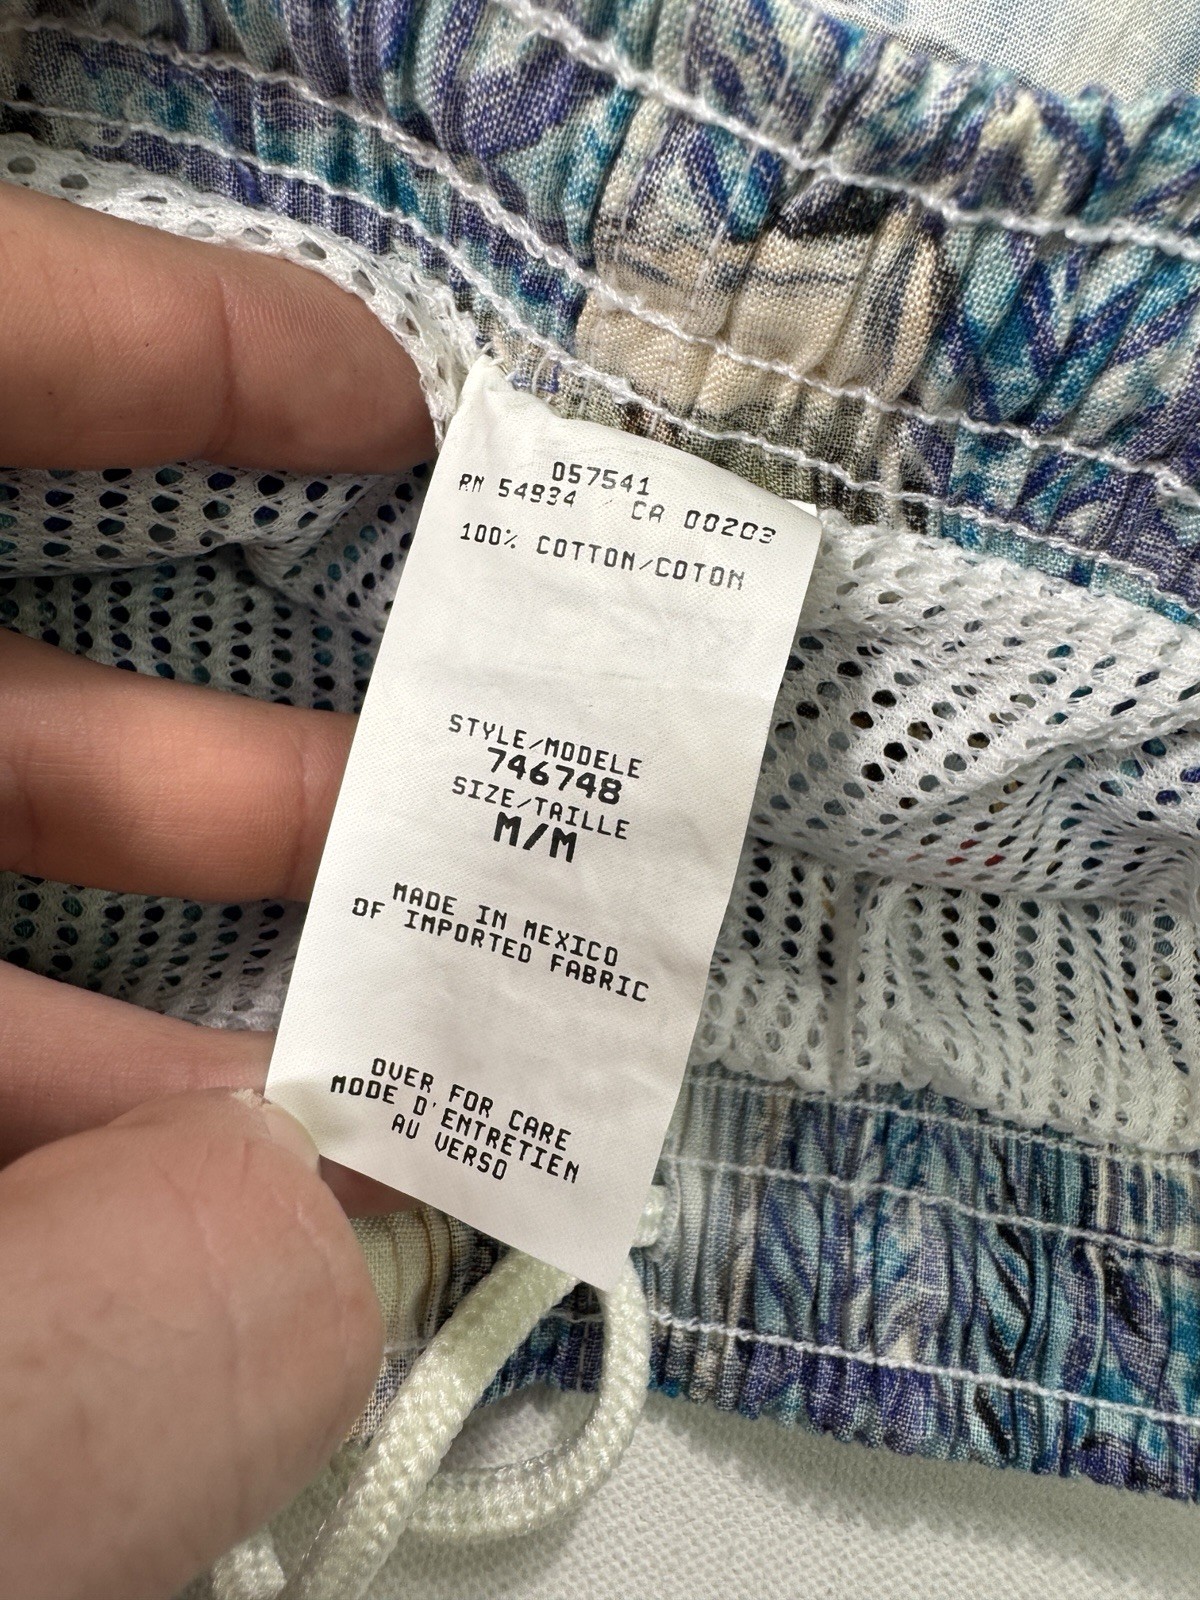 057541
RN 54934 CA 00203
100% COTTON/COTON
STYLE/MODELE
746748
SIZE/TAILLE
M/M
MADE IN MEXICO
OF IMPORTED FABRIC
OVER FOR CARE
MODE D'ENTRETIEN
AU VERSO